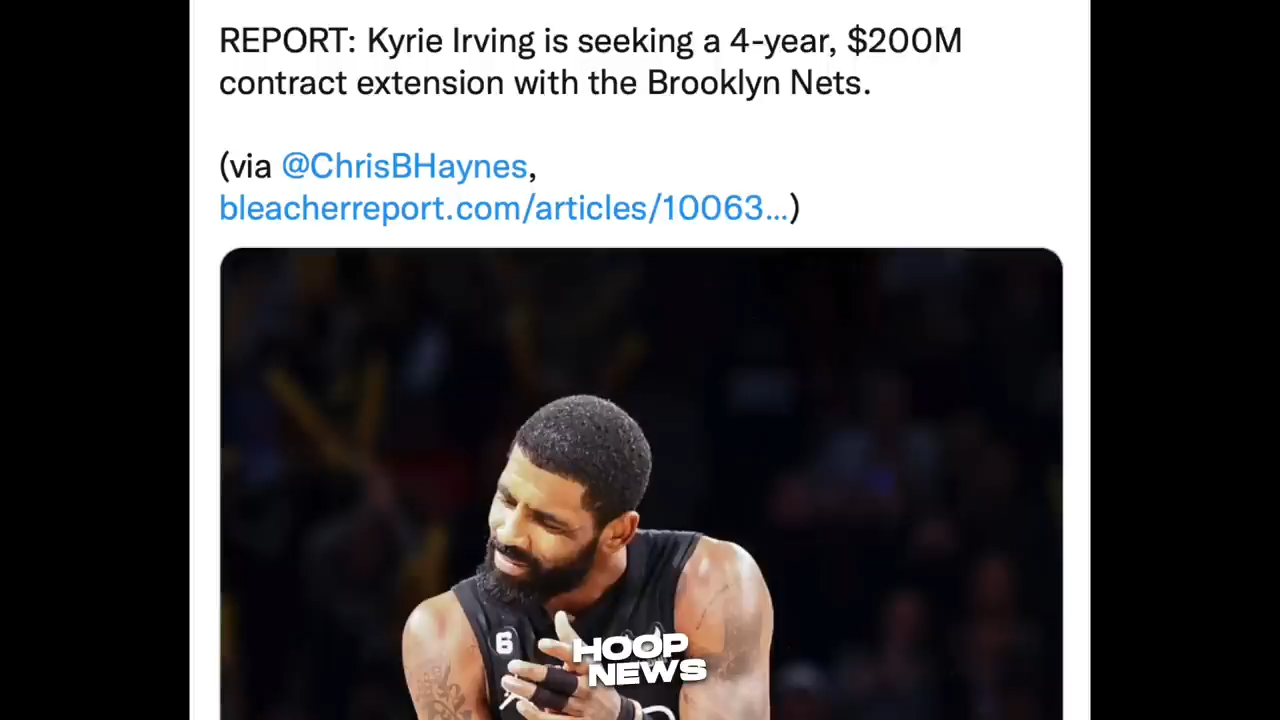 REPORT: Kyrie Irving is seeking a 4-year, $200M
contract extension with the Brooklyn Nets.
(via @ChrisBHaynes,
bleacherreport.com/articles/10063...)
6
HOOP
NEWS